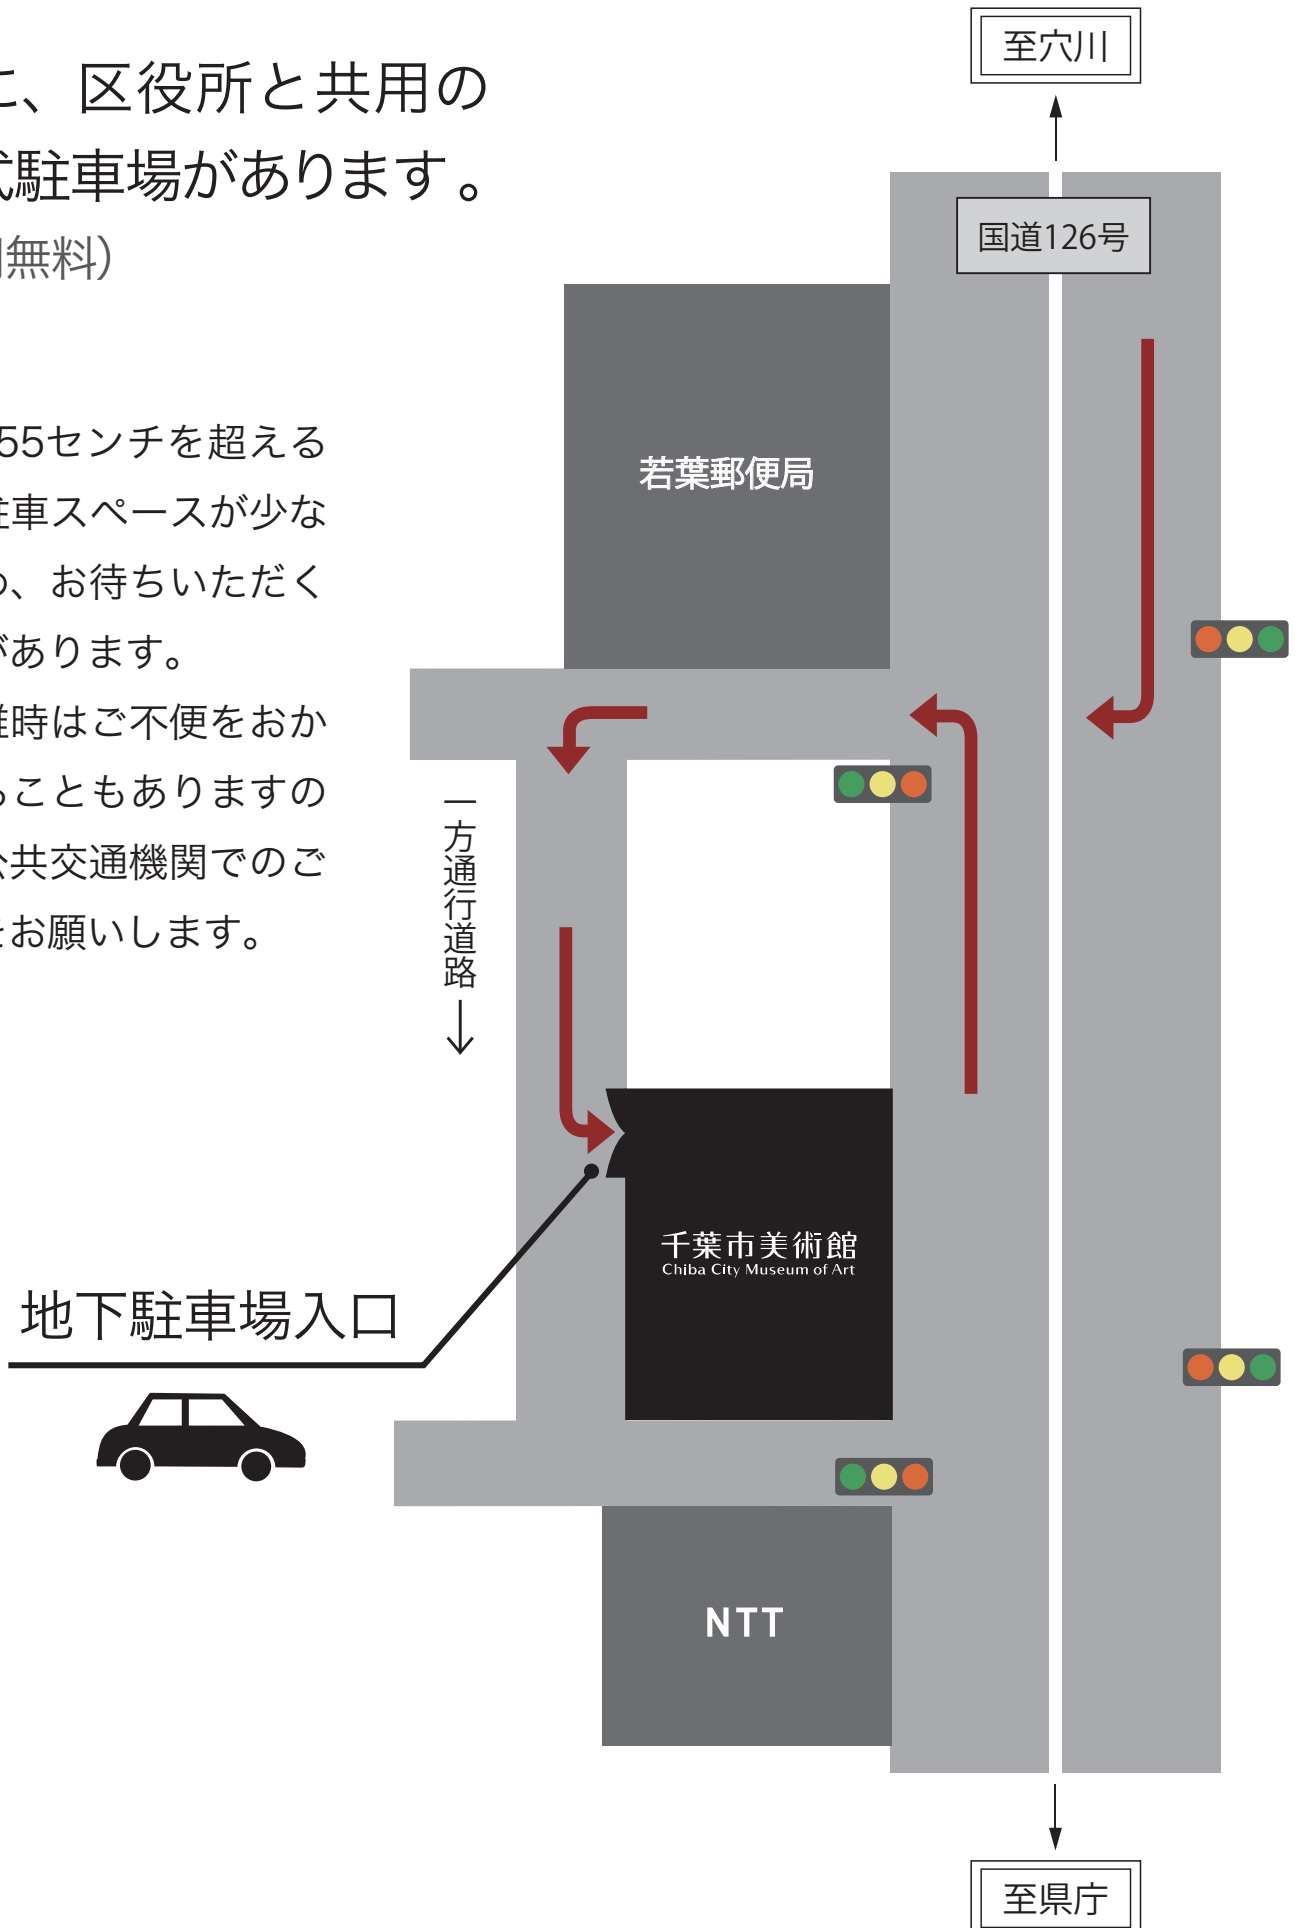 至穴川
に、区役所と共用の
式駐車場があります。
無料）
国道126号
若葉郵便局
55センチを超える
駐車スペースが少な
め、お待ちいただく
があります。
雑時はご不便をおか
ることもありますの
公共交通機関でのご
をお願いします。
一方通行道路
千葉市美術館
Chiba City Museum of Art
地下駐車場入口
NTT
至県庁